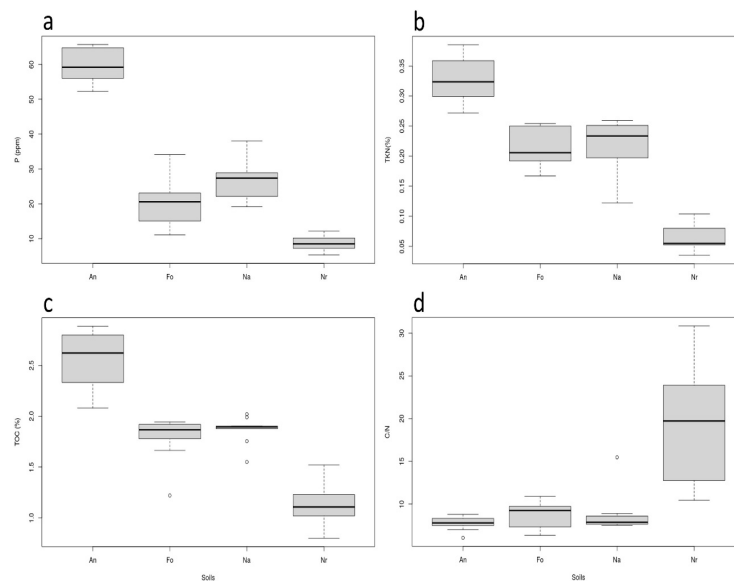 a
P (ppm)
60
50
40
30
20
10
An Fo Na Nr
b
TKN(%)
0.35
0.30
0.25
0.20
0.15
0.10
0.05
An Fo Na Nr
c
TOC (%)
2.5
2.0
1.5
1.0
An Fo Na Nr
Soils
d
C/N
30
25
20
15
10
An Fo Na Nr
Soils